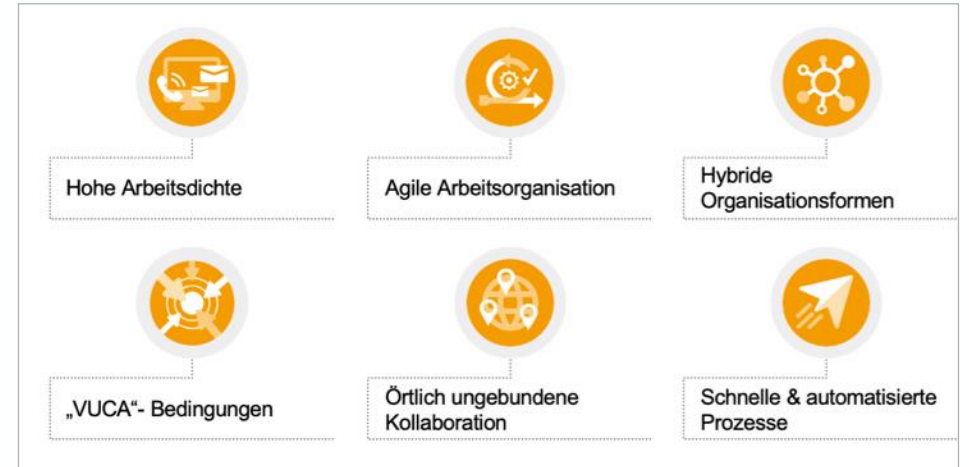 Hohe Arbeitsdichte
Agile Arbeitsorganisation
Hybride
Organisationsformen
„VUCA“- Bedingungen
Örtlich ungebundene
Kollaboration
Schnelle & automatisierte
Prozesse